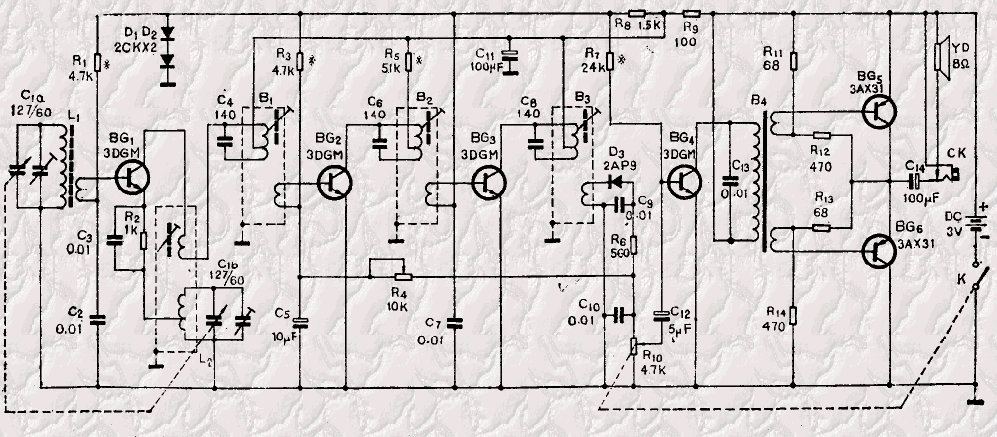 R8 1.5K
R9
100
D1 D2
2CKX2
R1
4.7K
*
R3
4.7K
*
R5
51K
*
C11
100µF
R7
24K
*
R11
68
BG5
3AX31
YD
8Ω
C1a
127/60
L1
C4
140
B1
C6
140
B2
C8
140
B3
B4
BG1
3DGM
BG2
3DGM
BG3
3DGM
D3
2AP9
BG4
3DGM
C13
0.01
R12
470
C14
100µF
CK
R2
1K
C3
0.01
C9
0.01
R13
68
DC
3V
+
-
R6
560
BG6
3AX31
C1b
127/60
K
R4
10K
C2
0.01
C5
10µF
C7
0.01
C10
0.01
C12
5µF
R14
470
L2
R10
4.7K